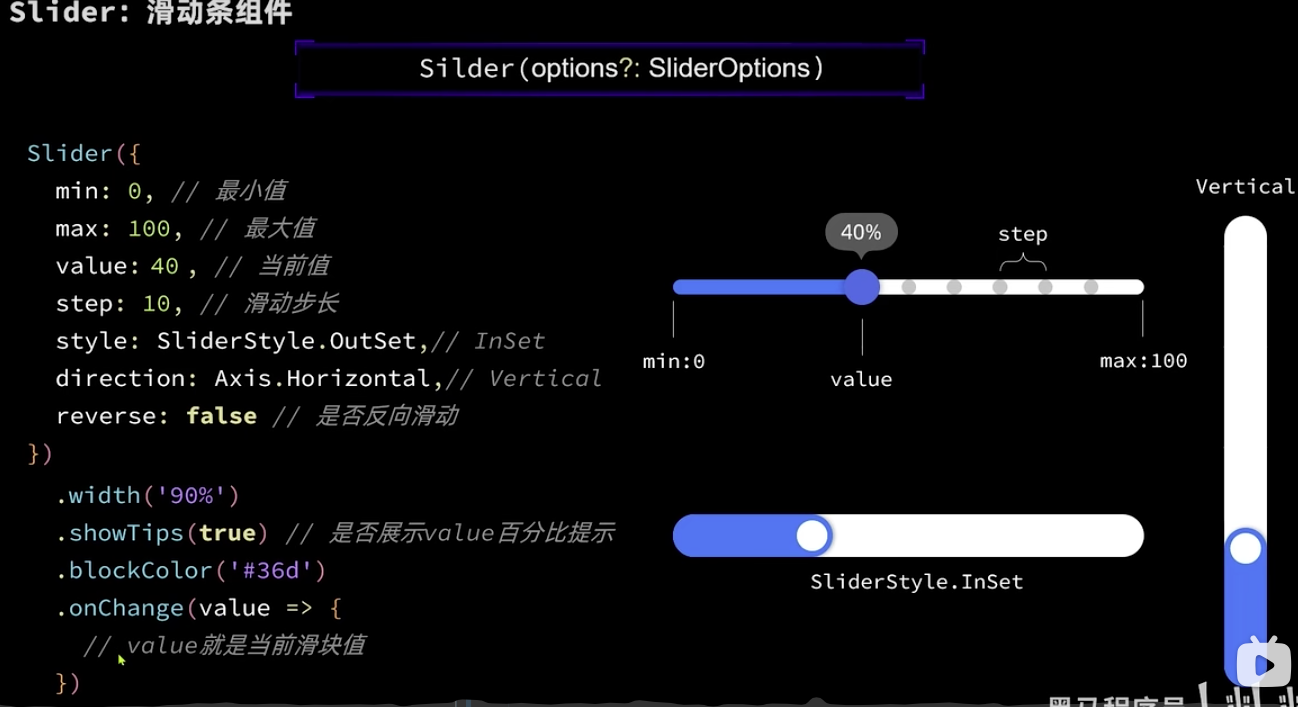 Slider：滑动条组件
Silder(options?: SliderOptions)
Slider({
min: 0, // 最小值
max: 100, // 最大值
value: 40 , // 当前值
step: 10, // 滑动步长
style: SliderStyle.OutSet,// InSet
direction: Axis.Horizontal,// Vertical
reverse: false // 是否反向滑动
})
.width('90%')
.showTips(true) // 是否展示value百分比提示
.blockColor('#36d')
.onChange(value => {
// value就是当前滑块值
})
40%
step
min:0
value
max:100
SliderStyle.InSet
Vertical